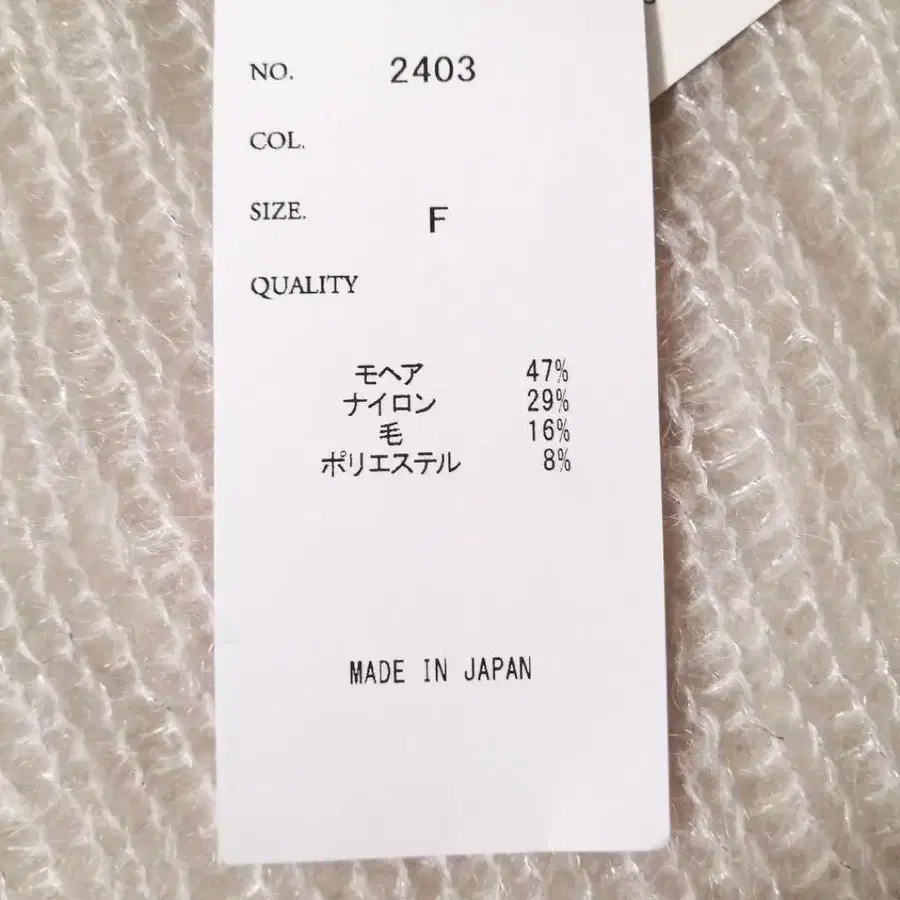 NO. 2403
COL.
SIZE. F
QUALITY
モヘア 47%
ナイロン 29%
毛 16%
ポリエステル 8%
MADE IN JAPAN